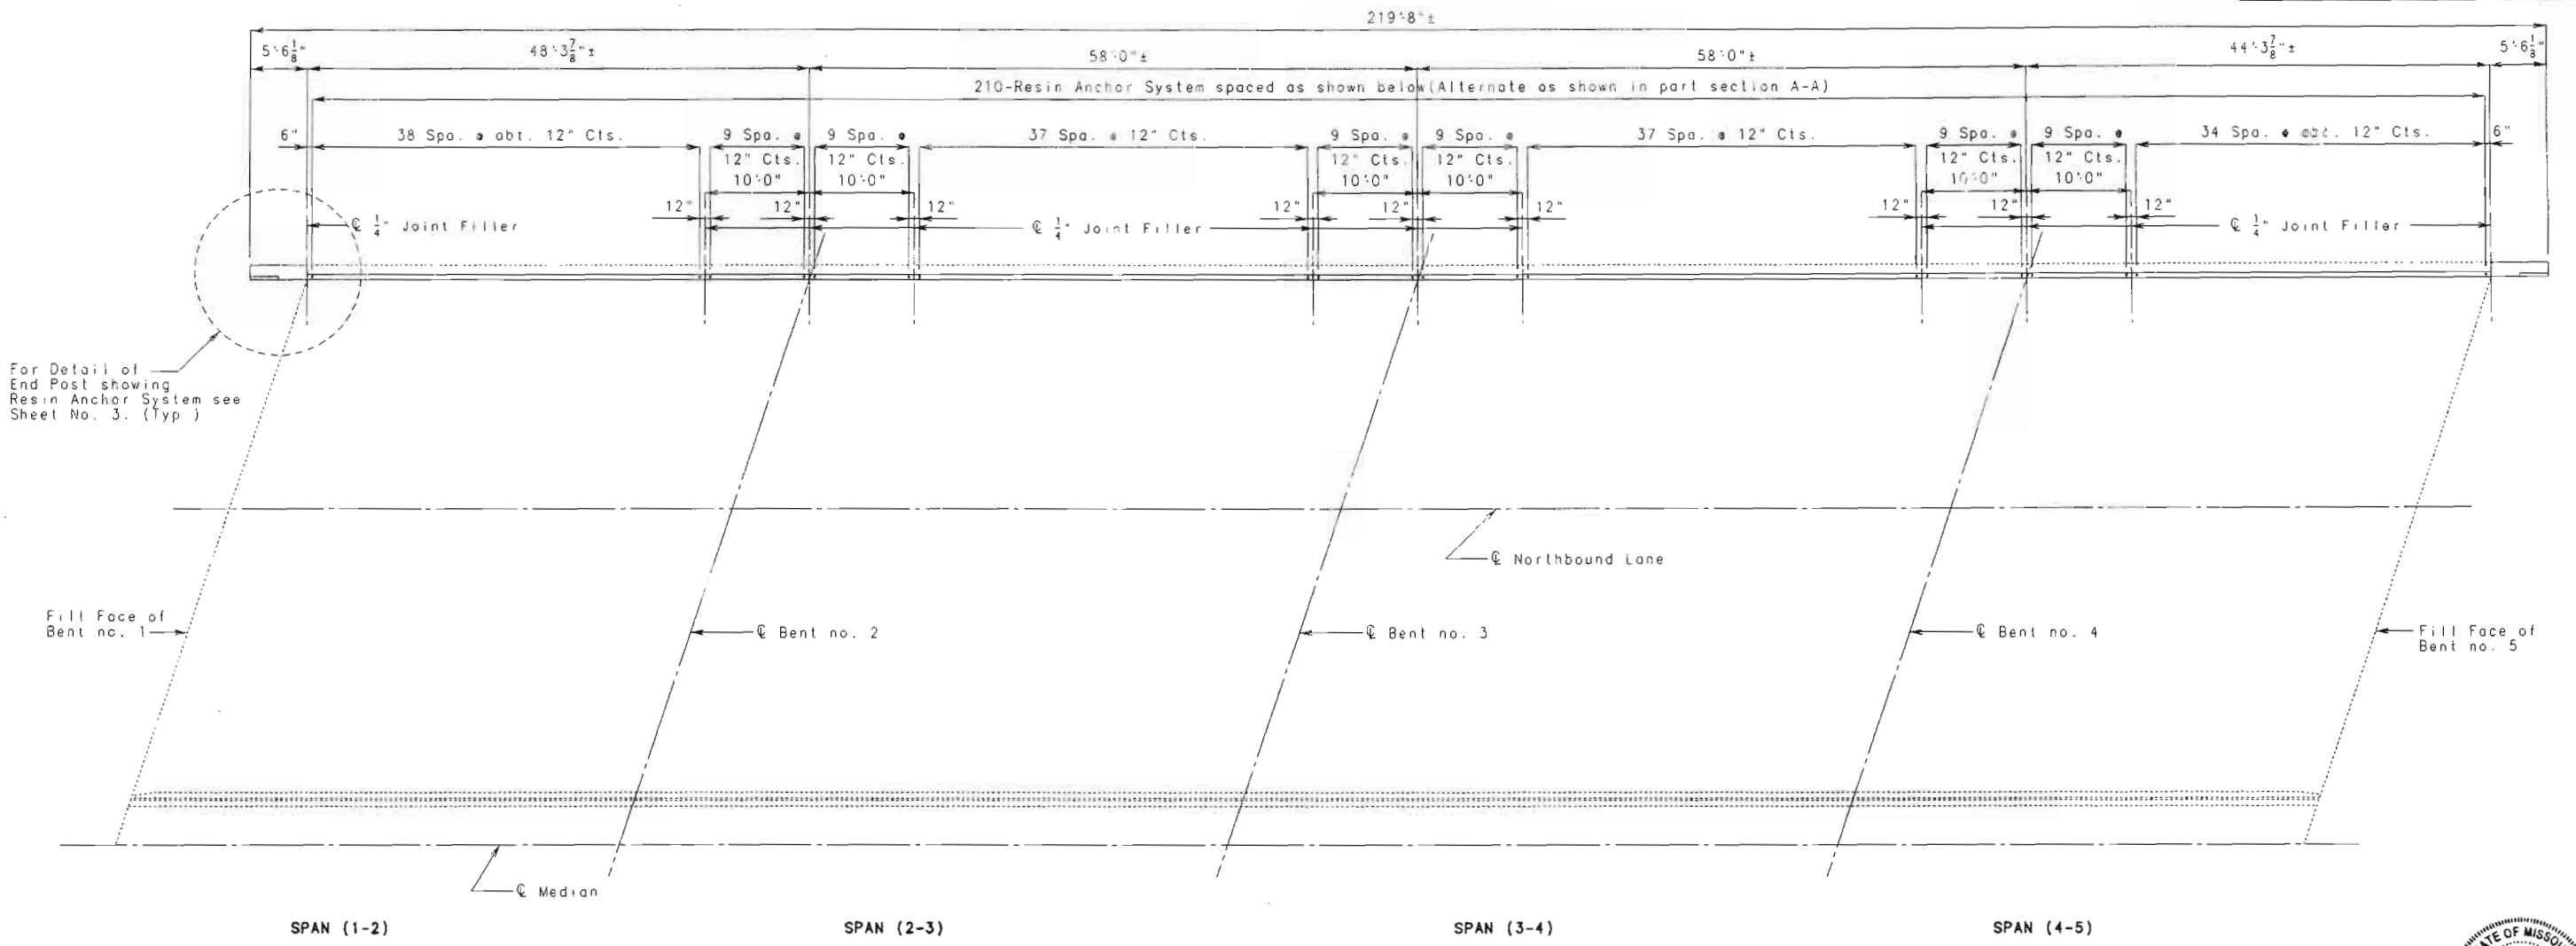 219'-8"±
5'-6 1/8" 48'-3 7/8"± 58'-0"± 58'-0"± 44'-3 7/8"± 5'-6 1/8"
210-Resin Anchor System spaced as shown below(Alternate as shown in part section A-A)
6" 38 Spa. @ abt. 12" Cts. 9 Spa. @ 9 Spa. @ 37 Spa. @ 12" Cts. 9 Spa. @ 9 Spa. @ 37 Spa. @ 12" Cts. 9 Spa. @ 9 Spa. @ 34 Spa. @ abt. 12" Cts. 6"
12" Cts. 12" Cts. 12" Cts. 12" Cts. 12" Cts. 12" Cts.
10'-0" 10'-0" 10'-0" 10'-0" 10'-0" 10'-0"
12" 12" 12" 12" 12" 12" 12" 12" 12"
℄ 1/4" Joint Filler ℄ 1/4" Joint Filler ℄ 1/4" Joint Filler
For Detail of
End Post showing
Resin Anchor System see
Sheet No. 3. (Typ )
℄ Northbound Lane
Fill Face of
Bent no. 1
℄ Bent no. 2
℄ Bent no. 3
℄ Bent no. 4
Fill Face of
Bent no. 5
℄ Median
SPAN (1-2) SPAN (2-3) SPAN (3-4) SPAN (4-5)